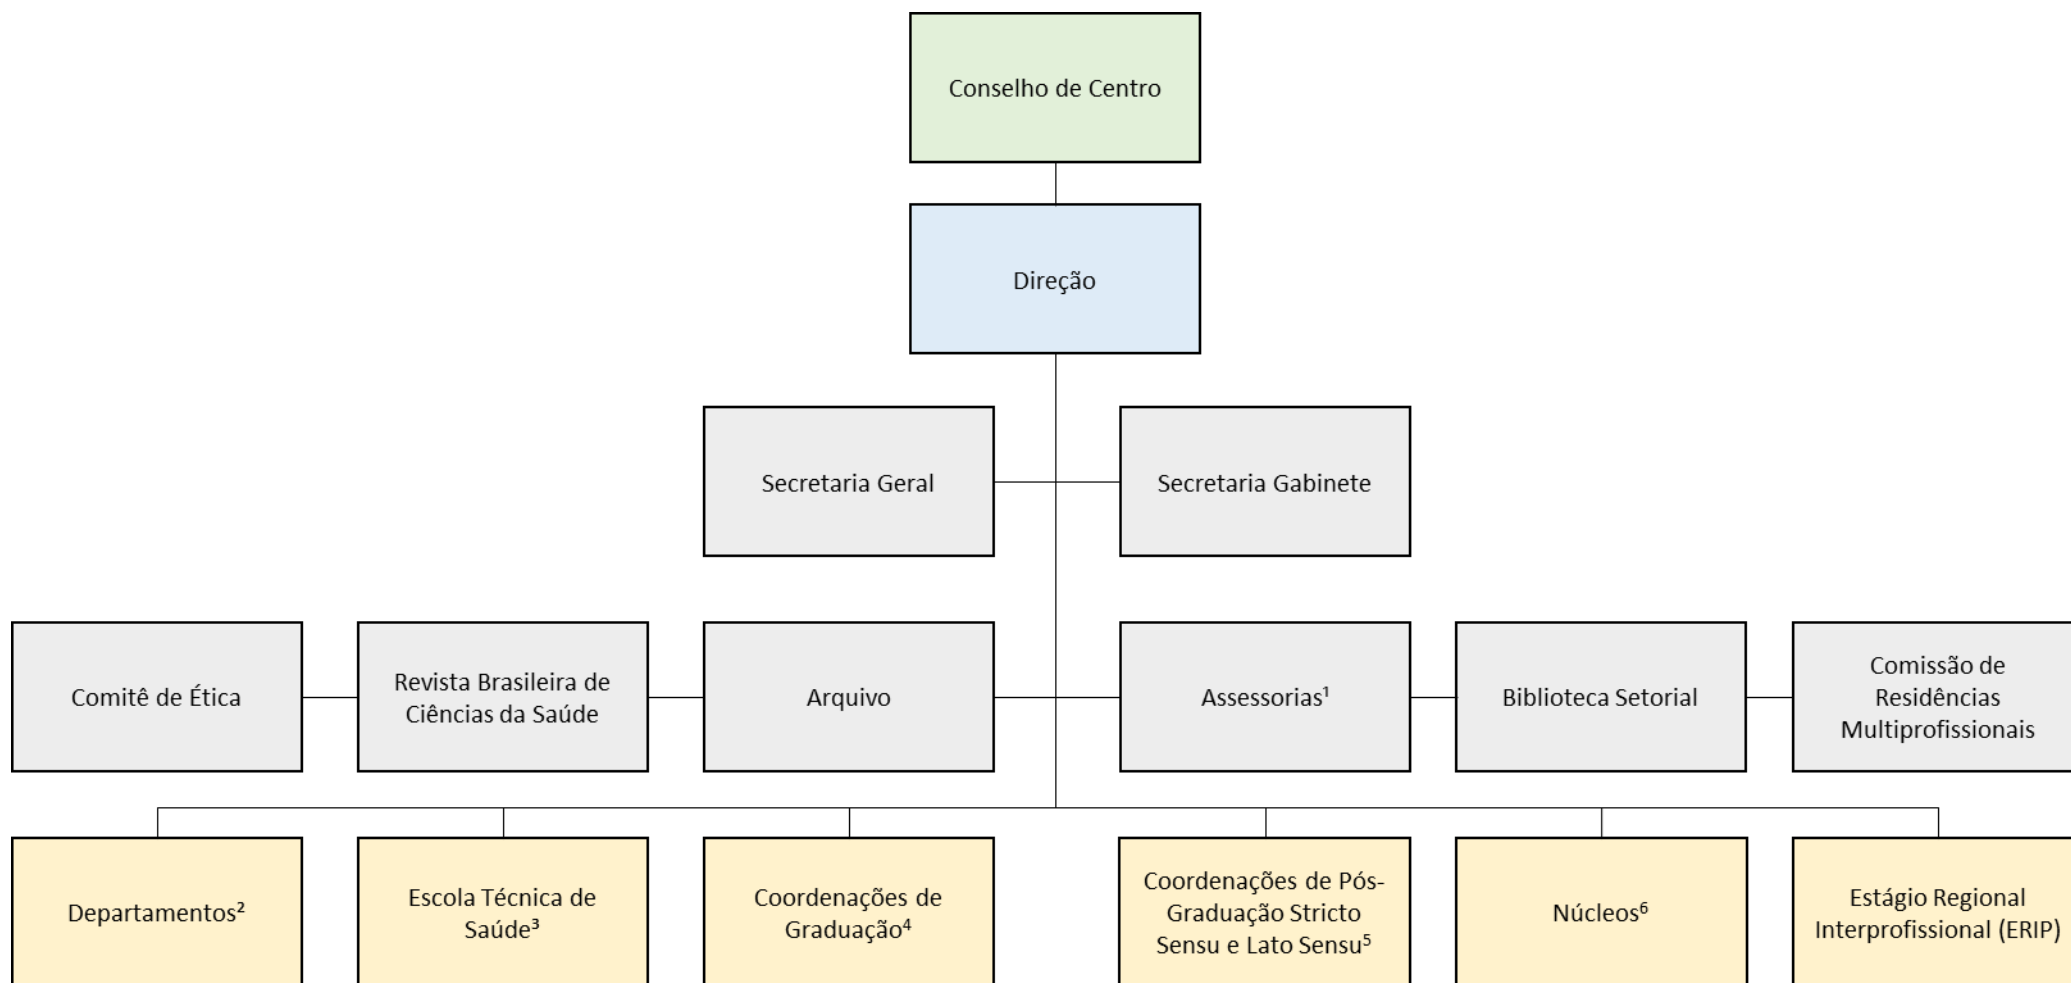 Conselho de Centro
Direção
Secretaria Geral
Secretaria Gabinete
Comitê de Ética
Revista Brasileira de
Ciências da Saúde
Arquivo
Assessorias¹
Biblioteca Setorial
Comissão de
Residências
Multiprofissionais
Departamentos²
Escola Técnica de
Saúde³
Coordenações de
Graduação⁴
Coordenações de Pós-
Graduação Stricto
Sensu e Lato Sensu⁵
Núcleos⁶
Estágio Regional
Interprofissional (ERIP)